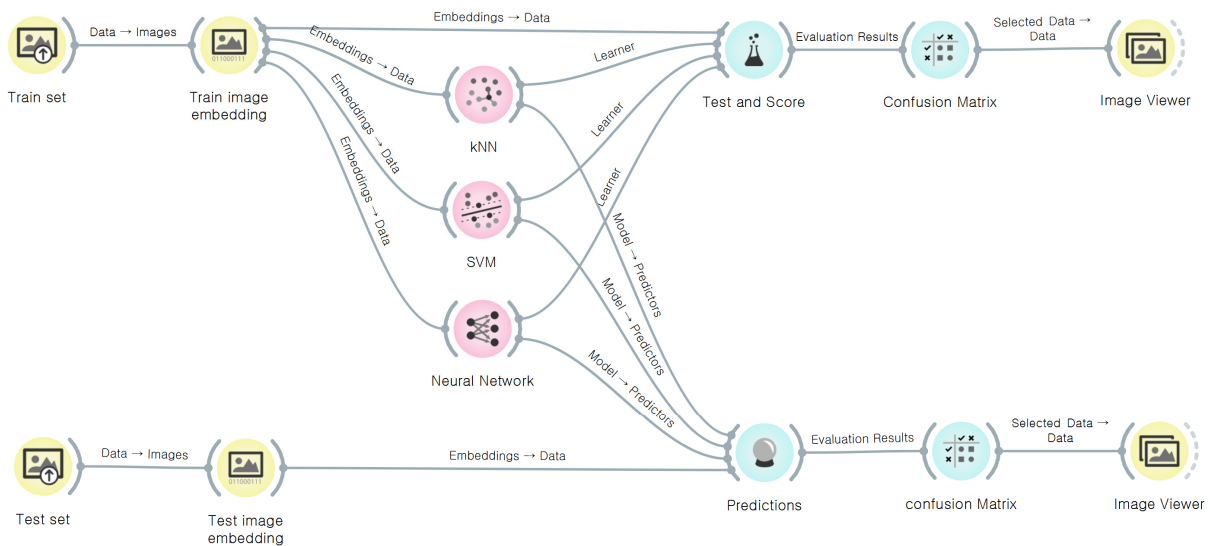 Embeddings → Data
Data → Images
Embeddings → Data
Learner
Evaluation Results
Selected Data →
Data
Train set
011000111
Train image
embedding
kNN
Test and Score
Confusion Matrix
Image Viewer
Embeddings → Data
Learner
Embeddings → Data
Learner
SVM
Model → Predictors
Model → Predictors
Neural Network
Model → Predictors
Data → Images
Embeddings → Data
Evaluation Results
Selected Data →
Data
011000111
Test set
Test image
embedding
Predictions
confusion Matrix
Image Viewer